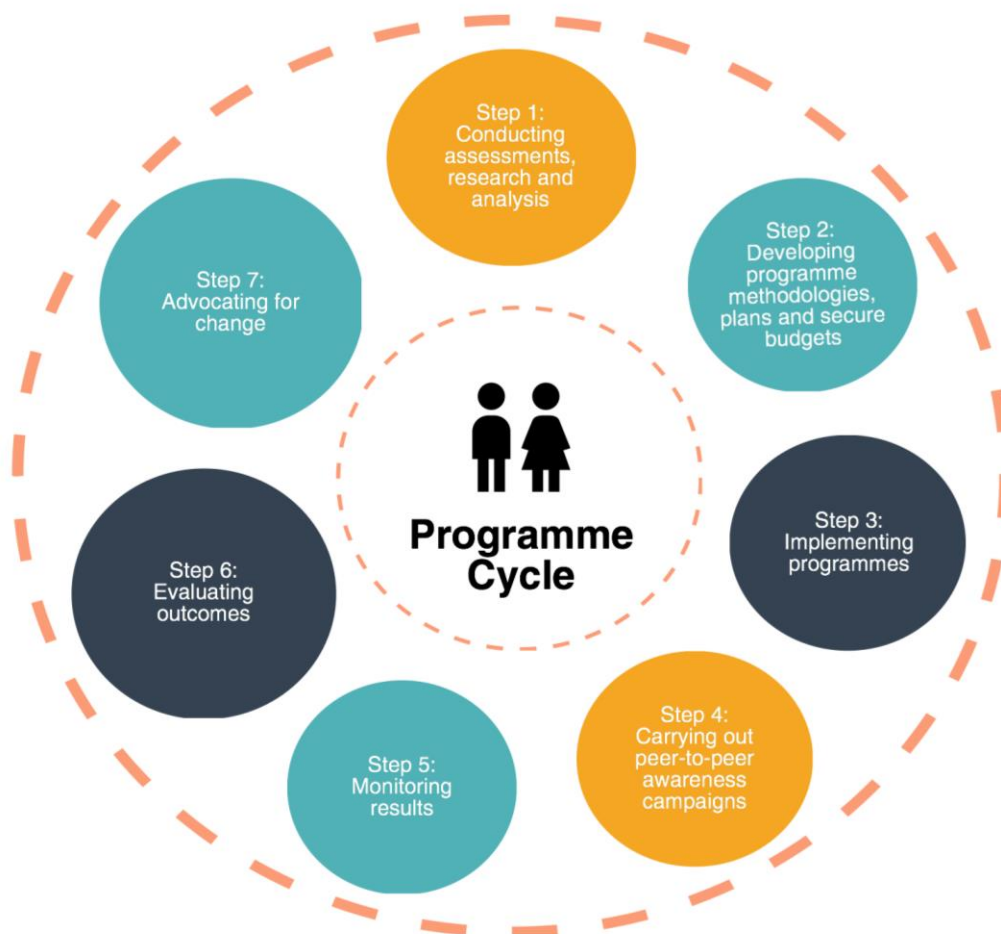 Step 1:
Conducting
assessments,
research and
analysis
Step 2:
Developing
programme
methodologies,
plans and secure
budgets
Step 3:
Implementing
programmes
Step 4:
Carrying out
peer-to-peer
awareness
campaigns
Step 5:
Monitoring
results
Step 6:
Evaluating
outcomes
Step 7:
Advocating for
change
Programme
Cycle